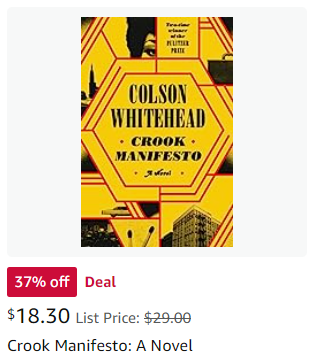 Two-time
winner
of the
PULITZER
PRIZE
COLSON
WHITEHEAD
• CROOK •
MANIFESTO
• A Novel •
37% off Deal
$18.30 List Price: $29.00
Crook Manifesto: A Novel